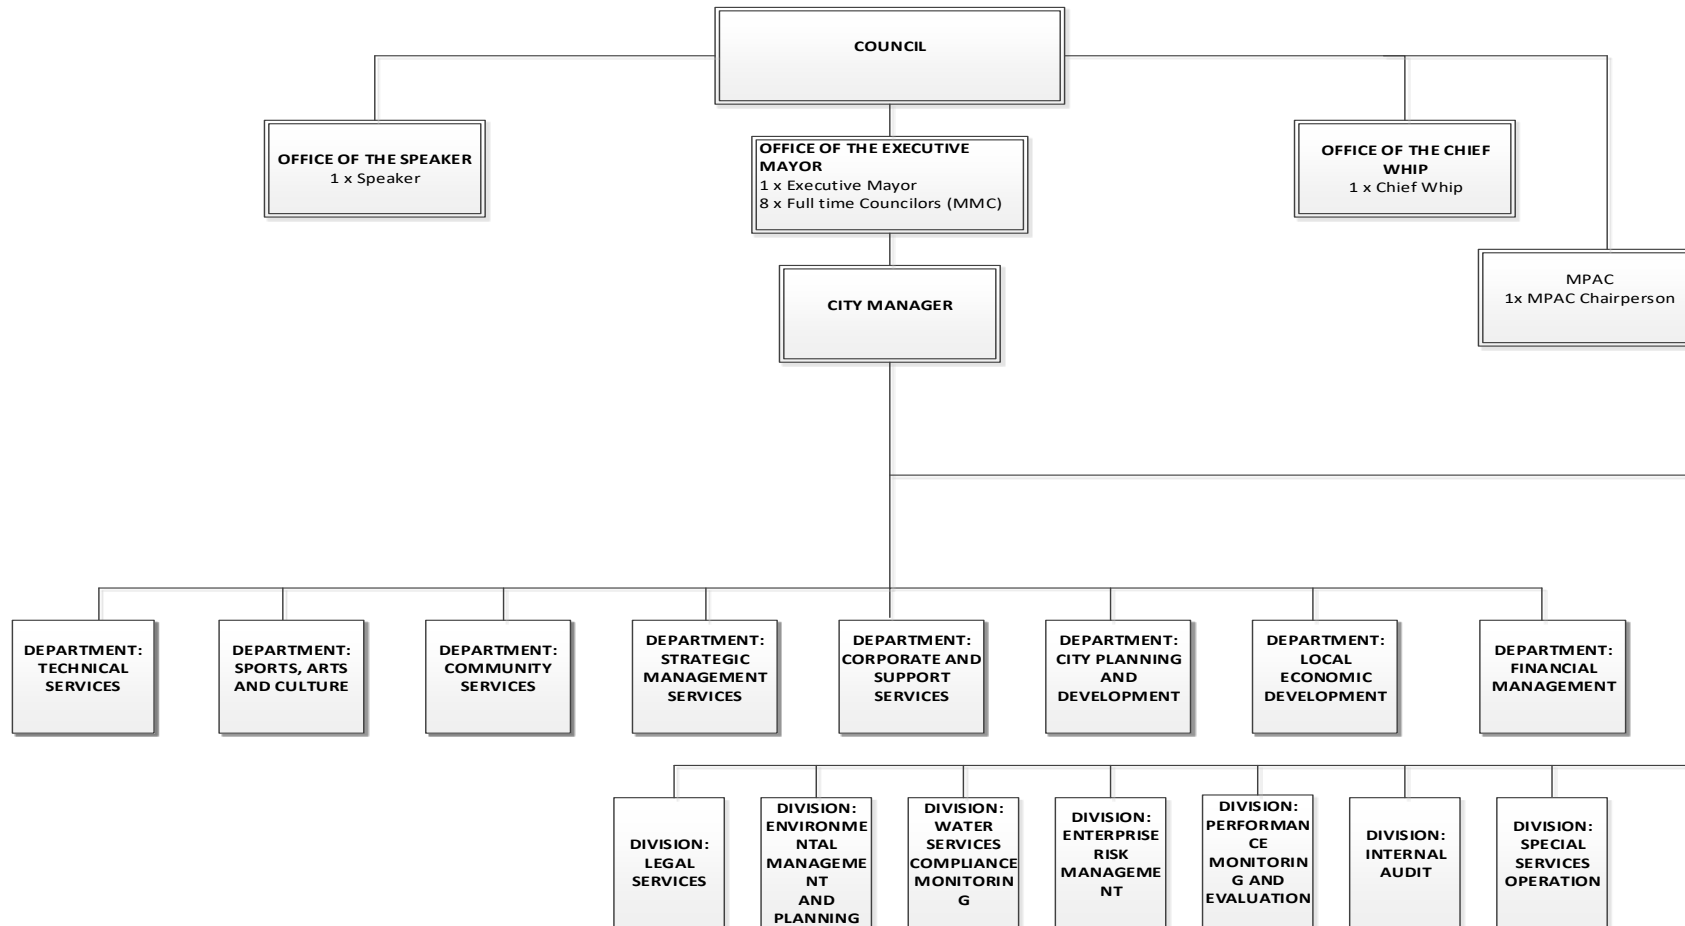 COUNCIL
OFFICE OF THE SPEAKER
1 x Speaker
OFFICE OF THE EXECUTIVE
MAYOR
1 x Executive Mayor
8 x Full time Councilors (MMC)
OFFICE OF THE CHIEF
WHIP
1 x Chief Whip
MPAC
1x MPAC Chairperson
CITY MANAGER
DEPARTMENT:
TECHNICAL
SERVICES
DEPARTMENT:
SPORTS, ARTS
AND CULTURE
DEPARTMENT:
COMMUNITY
SERVICES
DEPARTMENT:
STRATEGIC
MANAGEMENT
SERVICES
DEPARTMENT:
CORPORATE AND
SUPPORT
SERVICES
DEPARTMENT:
CITY PLANNING
AND
DEVELOPMENT
DEPARTMENT:
LOCAL
ECONOMIC
DEVELOPMENT
DEPARTMENT:
FINANCIAL
MANAGEMENT
DIVISION:
LEGAL
SERVICES
DIVISION:
ENVIRONME
NTAL
MANAGEME
NT
AND
PLANNING
DIVISION:
WATER
SERVICES
COMPLIANCE
MONITORIN
G
DIVISION:
ENTERPRISE
RISK
MANAGEME
NT
DIVISION:
PERFORMAN
CE
MONITORIN
G AND
EVALUATION
DIVISION:
INTERNAL
AUDIT
DIVISION:
SPECIAL
SERVICES
OPERATION